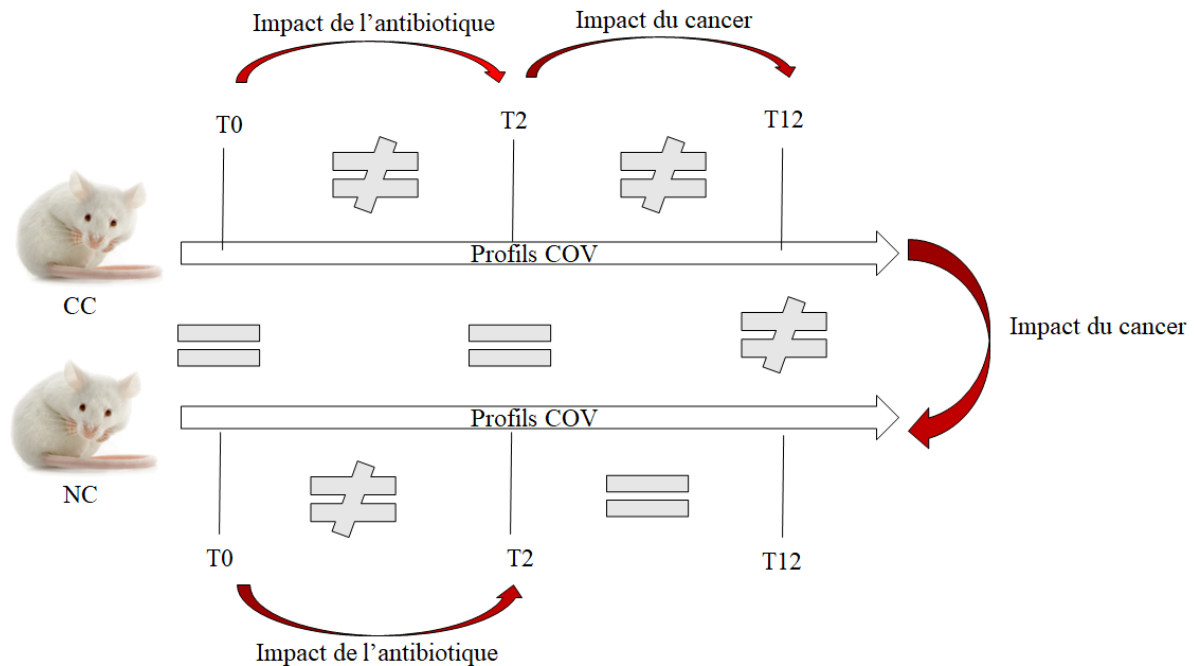 Impact de l’antibiotique
Impact du cancer
T0
T2
T12
Profils COV
CC
Impact du cancer
Profils COV
NC
T0
T2
T12
Impact de l’antibiotique